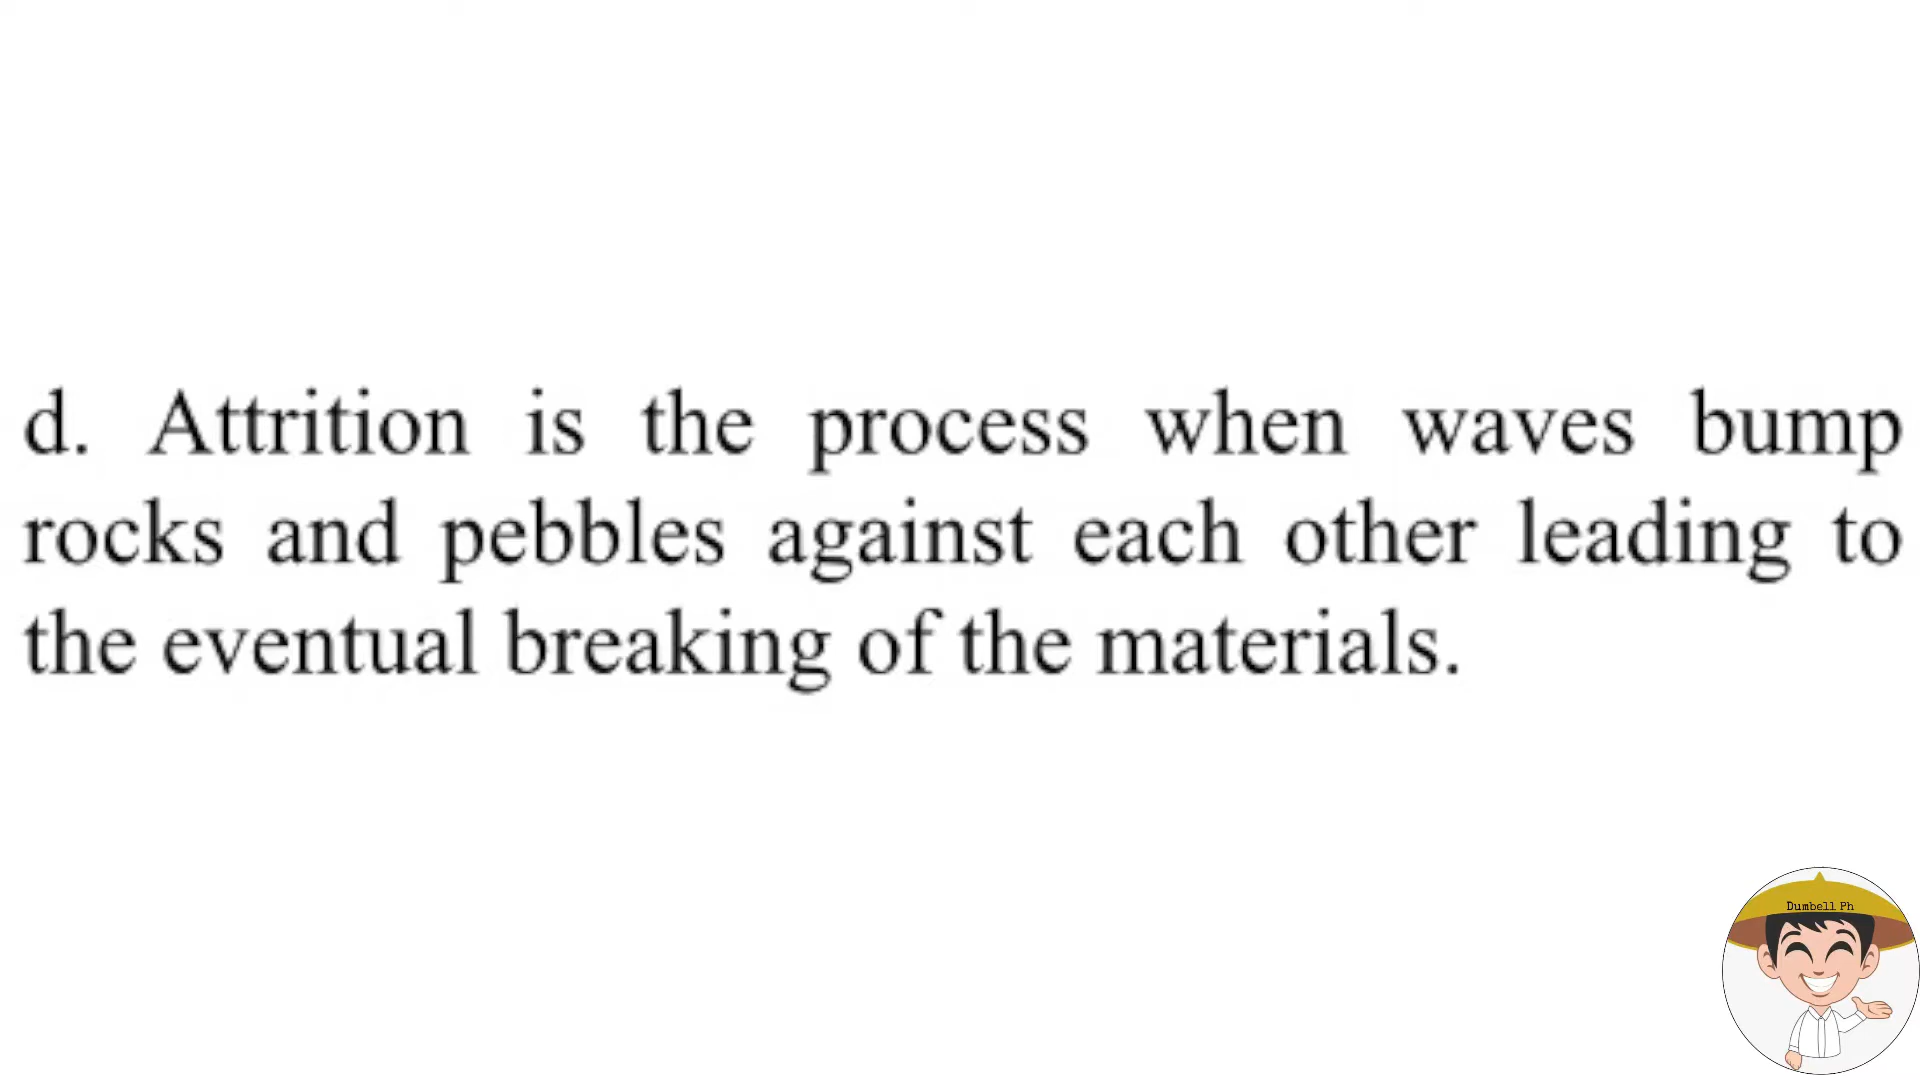 d. Attrition is the process when waves bump
rocks and pebbles against each other leading to
the eventual breaking of the materials.
Dumbell Ph